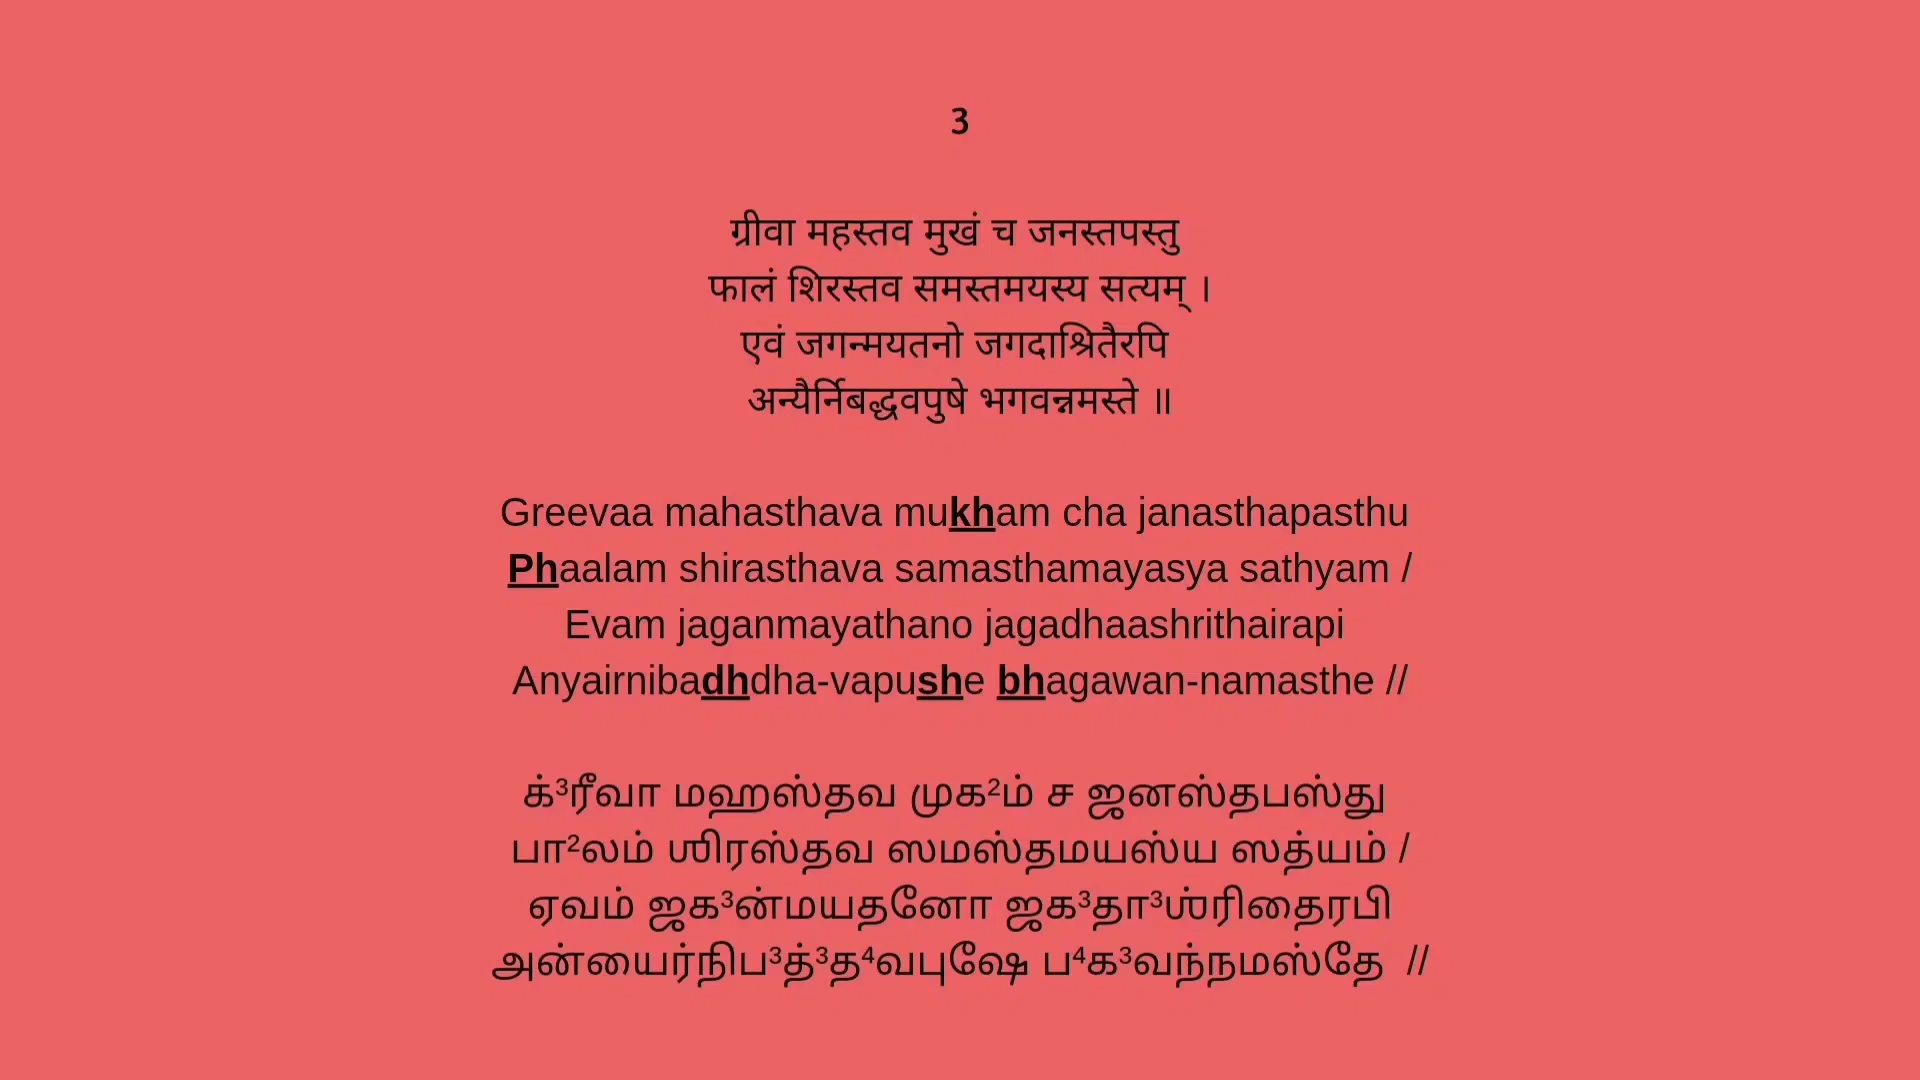 3
ग्रीवा महस्तव मुखं च जनस्तपस्तु
फालं शिरस्तव समस्तमयस्य सत्यम् ।
एवं जगन्मयतनो जगदाश्रितैरपि
अन्यैर्निबद्धवपुषे भगवन्नमस्ते ॥
Greevaa mahasthava mukham cha janasthapasthu
Phaalam shirasthava samasthamayasya sathyam /
Evam jaganmayathano jagadhaashrithairapi
Anyairnibadhdha-vapushe bhagawan-namasthe //
க்³ரீவா மஹஸ்தவ முக²ம் ச ஜனஸ்தபஸ்து
பா²லம் ஶிரஸ்தவ ஸமஸ்தமயஸ்ய ஸத்யம் /
ஏவம் ஜக³ன்மயதனோ ஜக³தா³ஶ்ரிதைரபி
அன்யைர்நிப³த்³த⁴வபுஷே ப⁴க³வந்நமஸ்தே //